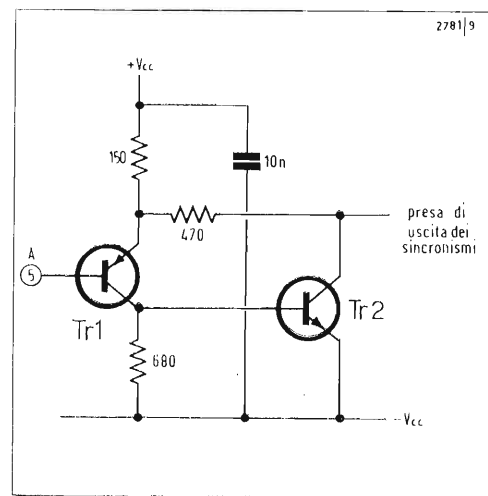 2781/9
+Vcc
150
10n
470
presa di
uscita dei
sincronismi
A
5
Tr1
Tr2
680
-Vcc